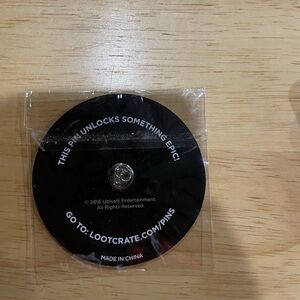 THIS PIN UNLOCKS SOMETHING EPIC!
© 2016 Ubisoft Entertainment.
All Rights Reserved.
GO TO: LOOTCRATE.COM/PINS
MADE IN CHINA